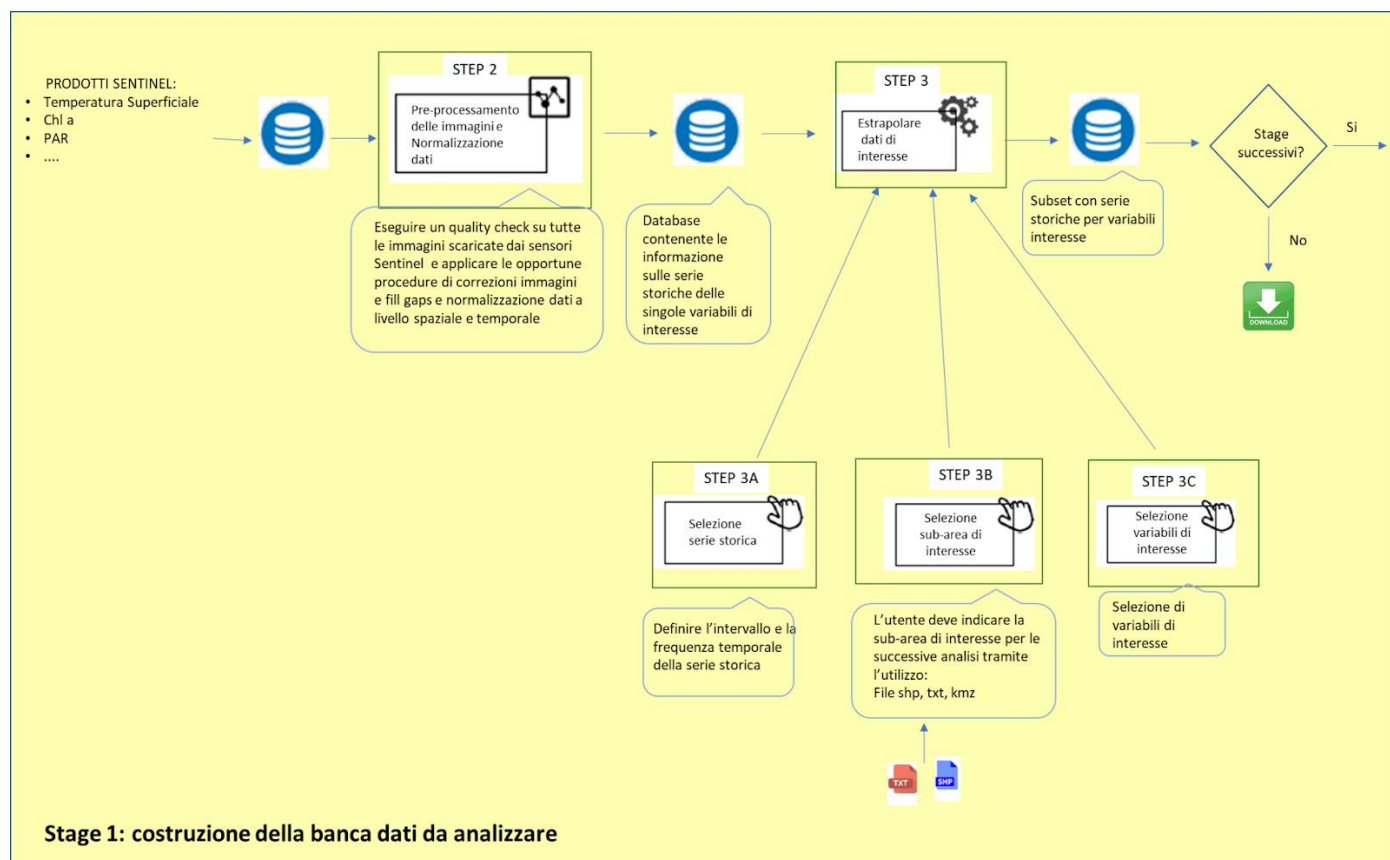 PRODOTTI SENTINEL:
• Temperatura Superficiale
• Chl a
• PAR
• ....
STEP 2
Pre-processamento
delle immagini e
Normalizzazione
dati
Eseguire un quality check su tutte
le immagini scaricate dai sensori
Sentinel e applicare le opportune
procedure di correzioni immagini
e fill gaps e normalizzazione dati a
livello spaziale e temporale
Database
contenente le
informazione
sulle serie
storiche delle
singole variabili di
interesse
STEP 3
Estrapolare
dati di
interesse
Subset con serie
storiche per variabili
interesse
Stage
successivi?
Si
No
DOWNLOAD
STEP 3A
Selezione
serie storica
Definire l'intervallo e la
frequenza temporale
della serie storica
STEP 3B
Selezione
sub-area di
interesse
L'utente deve indicare la
sub-area di interesse per le
successive analisi tramite
l'utilizzo:
File shp, txt, kmz
TXT
SHP
STEP 3C
Selezione
variabili di
interesse
Selezione di
variabili di
interesse
Stage 1: costruzione della banca dati da analizzare